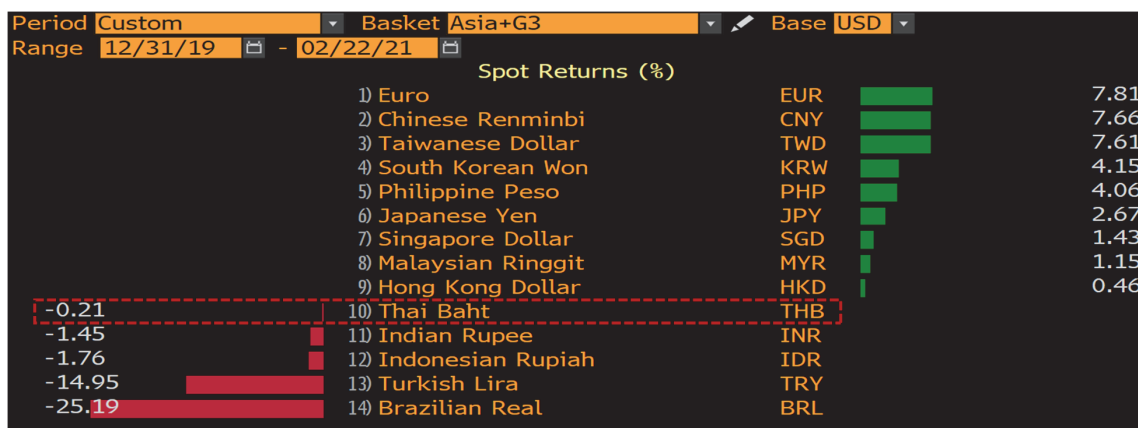 Period Custom Basket Asia+G3 Base USD
Range 12/31/19 - 02/22/21
Spot Returns (%)
1) Euro EUR 7.81
2) Chinese Renminbi CNY 7.66
3) Taiwanese Dollar TWD 7.61
4) South Korean Won KRW 4.15
5) Philippine Peso PHP 4.06
6) Japanese Yen JPY 2.67
7) Singapore Dollar SGD 1.43
8) Malaysian Ringgit MYR 1.15
9) Hong Kong Dollar HKD 0.46
-0.21 10) Thai Baht THB
-1.45 11) Indian Rupee INR
-1.76 12) Indonesian Rupiah IDR
-14.95 13) Turkish Lira TRY
-25.19 14) Brazilian Real BRL